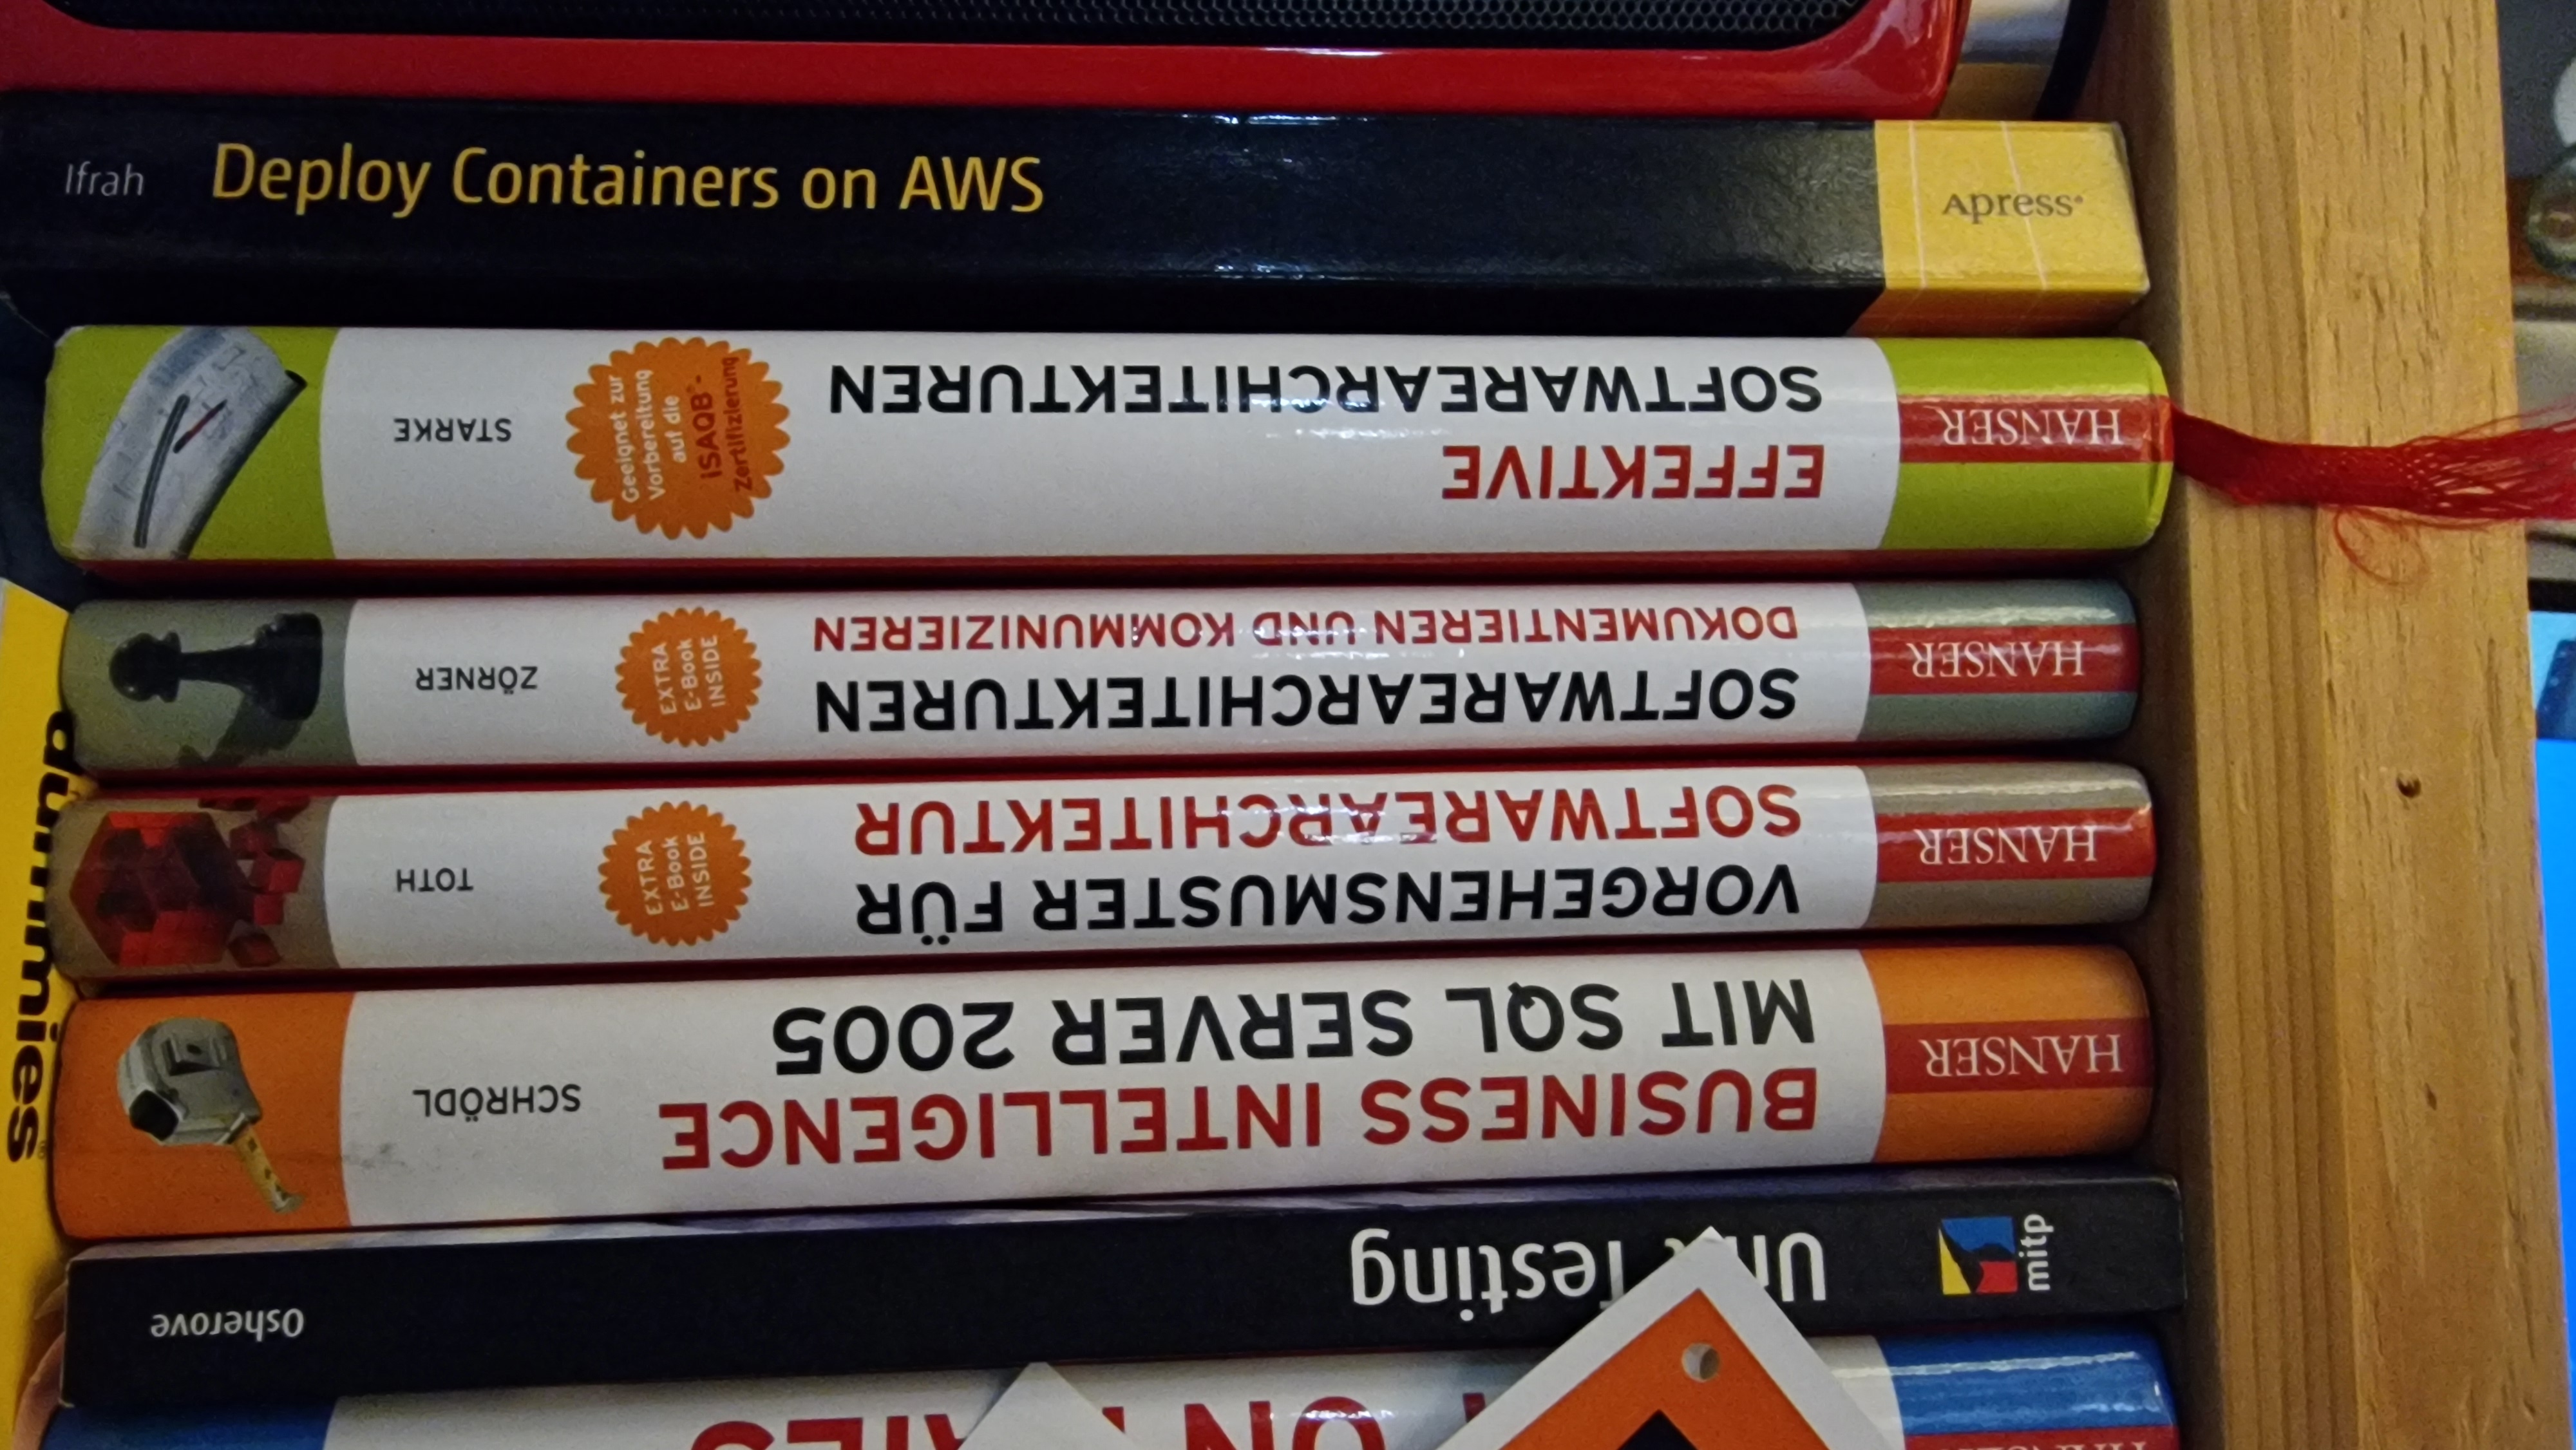 dummies
Osherove
Unit Testing
mitp
SCHRÖDL
BUSINESS INTELLIGENCE
MIT SQL SERVER 2005
HANSER
TOTH
EXTRA
E-Book
INSIDE
VORGEHENSMUSTER FÜR
SOFTWAREARCHITEKTUR
HANSER
ZÖRNER
EXTRA
E-Book
INSIDE
SOFTWAREARCHITEKTUREN
DOKUMENTIEREN UND KOMMUNIZIEREN
HANSER
STARKE
Geeignet zur
Vorbereitung
auf die
iSAQB®-
Zertifizierung
EFFEKTIVE
SOFTWAREARCHITEKTUREN
HANSER
Ifrah
Deploy Containers on AWS
Apress®